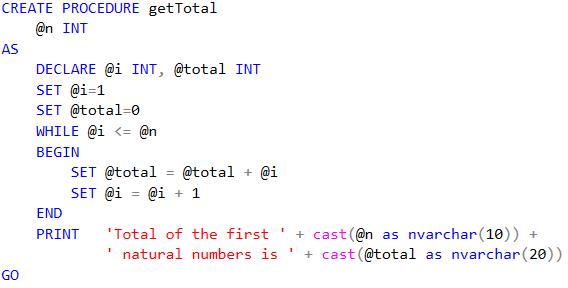 CREATE PROCEDURE getTotal
    @n INT
AS
    DECLARE @i INT, @total INT
    SET @i=1
    SET @total=0
    WHILE @i <= @n
    BEGIN
        SET @total = @total + @i
        SET @i = @i + 1
    END
    PRINT   'Total of the first ' + cast(@n as nvarchar(10)) +
            ' natural numbers is ' + cast(@total as nvarchar(20))
GO